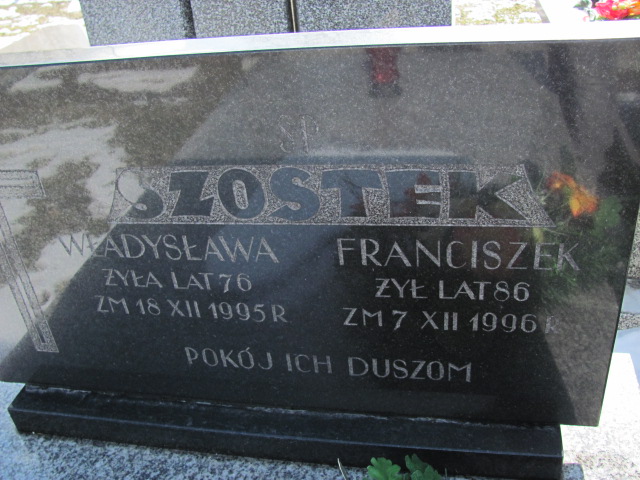 ŚP
SZOSTEK
WŁADYSŁAWA
ŻYŁA LAT 76
ZM 18 XII 1995 R
FRANCISZEK
ŻYŁ LAT 86
ZM 7 XII 1996 R
POKÓJ ICH DUSZOM